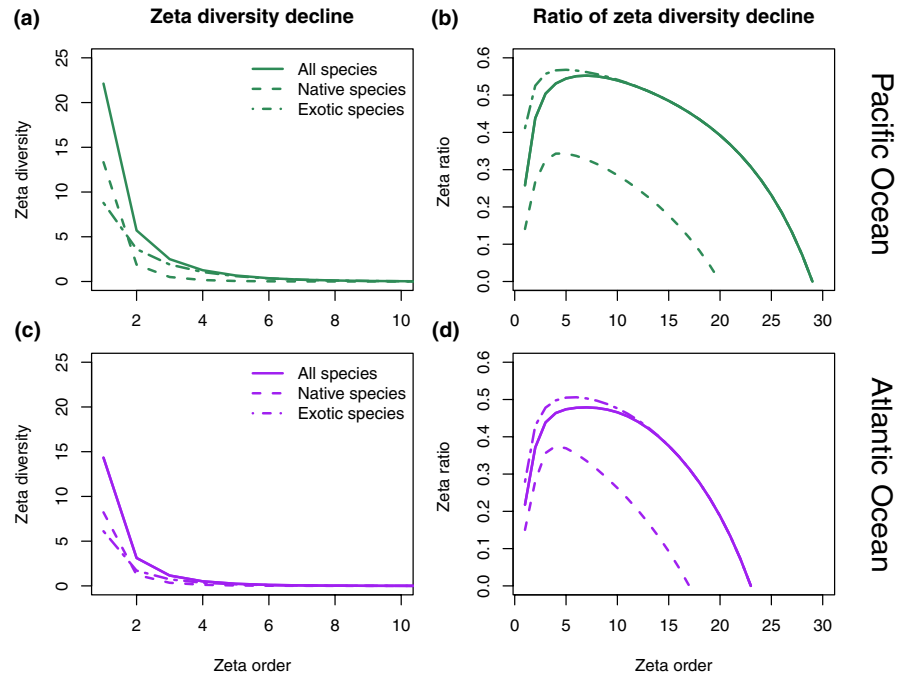 (a) Zeta diversity decline
(b) Ratio of zeta diversity decline
Zeta diversity
25
20
15
10
5
0
All species
Native species
Exotic species
2 4 6 8 10
Zeta ratio
0.6
0.5
0.4
0.3
0.2
0.1
0.0
0 5 10 15 20 25 30
Pacific Ocean
(c)
Zeta diversity
25
20
15
10
5
0
All species
Native species
Exotic species
2 4 6 8 10
Zeta order
(d)
Zeta ratio
0.6
0.5
0.4
0.3
0.2
0.1
0.0
0 5 10 15 20 25 30
Zeta order
Atlantic Ocean